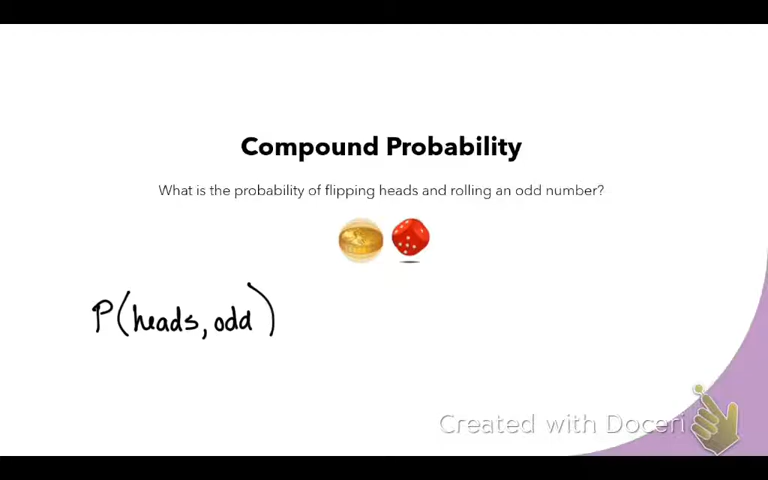 Compound Probability
What is the probability of flipping heads and rolling an odd number?
P(heads, odd)
Created with Doceri